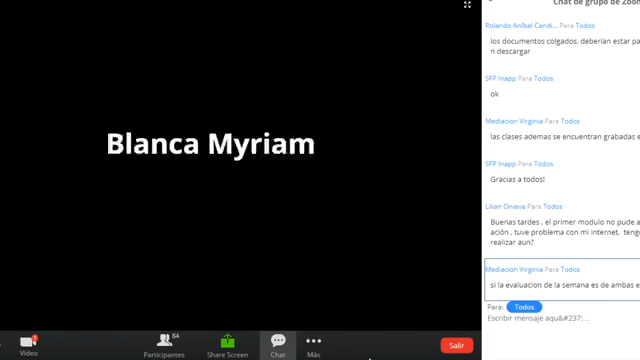 Chat de grupo de Zoom
Rolando Aníbal Candi... Para Todos
los documentos colgados, deberían estar pa
n descargar
SFP Inapp Para Todos
ok
Mediacion Virginia Para Todos
las clases ademas se encuentran grabadas e
SFP Inapp Para Todos
Gracias a todos!
Blanca Myriam
Lilian Onieva Para Todos
Buenas tardes , el primer modulo no pude a
ación , tuve problema con mi internet, teng
realizar aun?
Mediacion Virginia Para Todos
si la evaluacion de la semana es de ambas e
Para: Todos
Escribir mensaje aqu&#237;...
84
Video
Participantes
Share Screen
Chat
Más
Salir